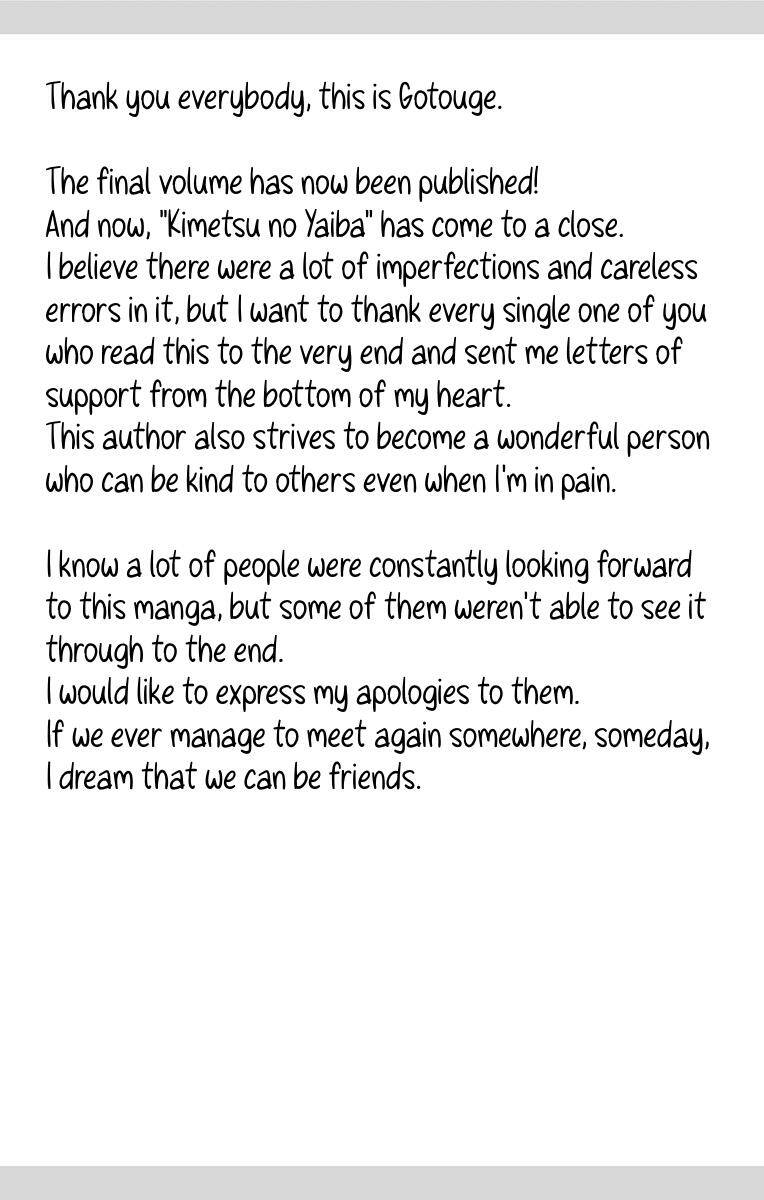 Thank you everybody, this is Gotouge.
The final volume has now been published!
And now, "Kimetsu no Yaiba" has come to a close.
I believe there were a lot of imperfections and careless
errors in it, but I want to thank every single one of you
who read this to the very end and sent me letters of
support from the bottom of my heart.
This author also strives to become a wonderful person
who can be kind to others even when I'm in pain.
I know a lot of people were constantly looking forward
to this manga, but some of them weren't able to see it
through to the end.
I would like to express my apologies to them.
If we ever manage to meet again somewhere, someday,
I dream that we can be friends.